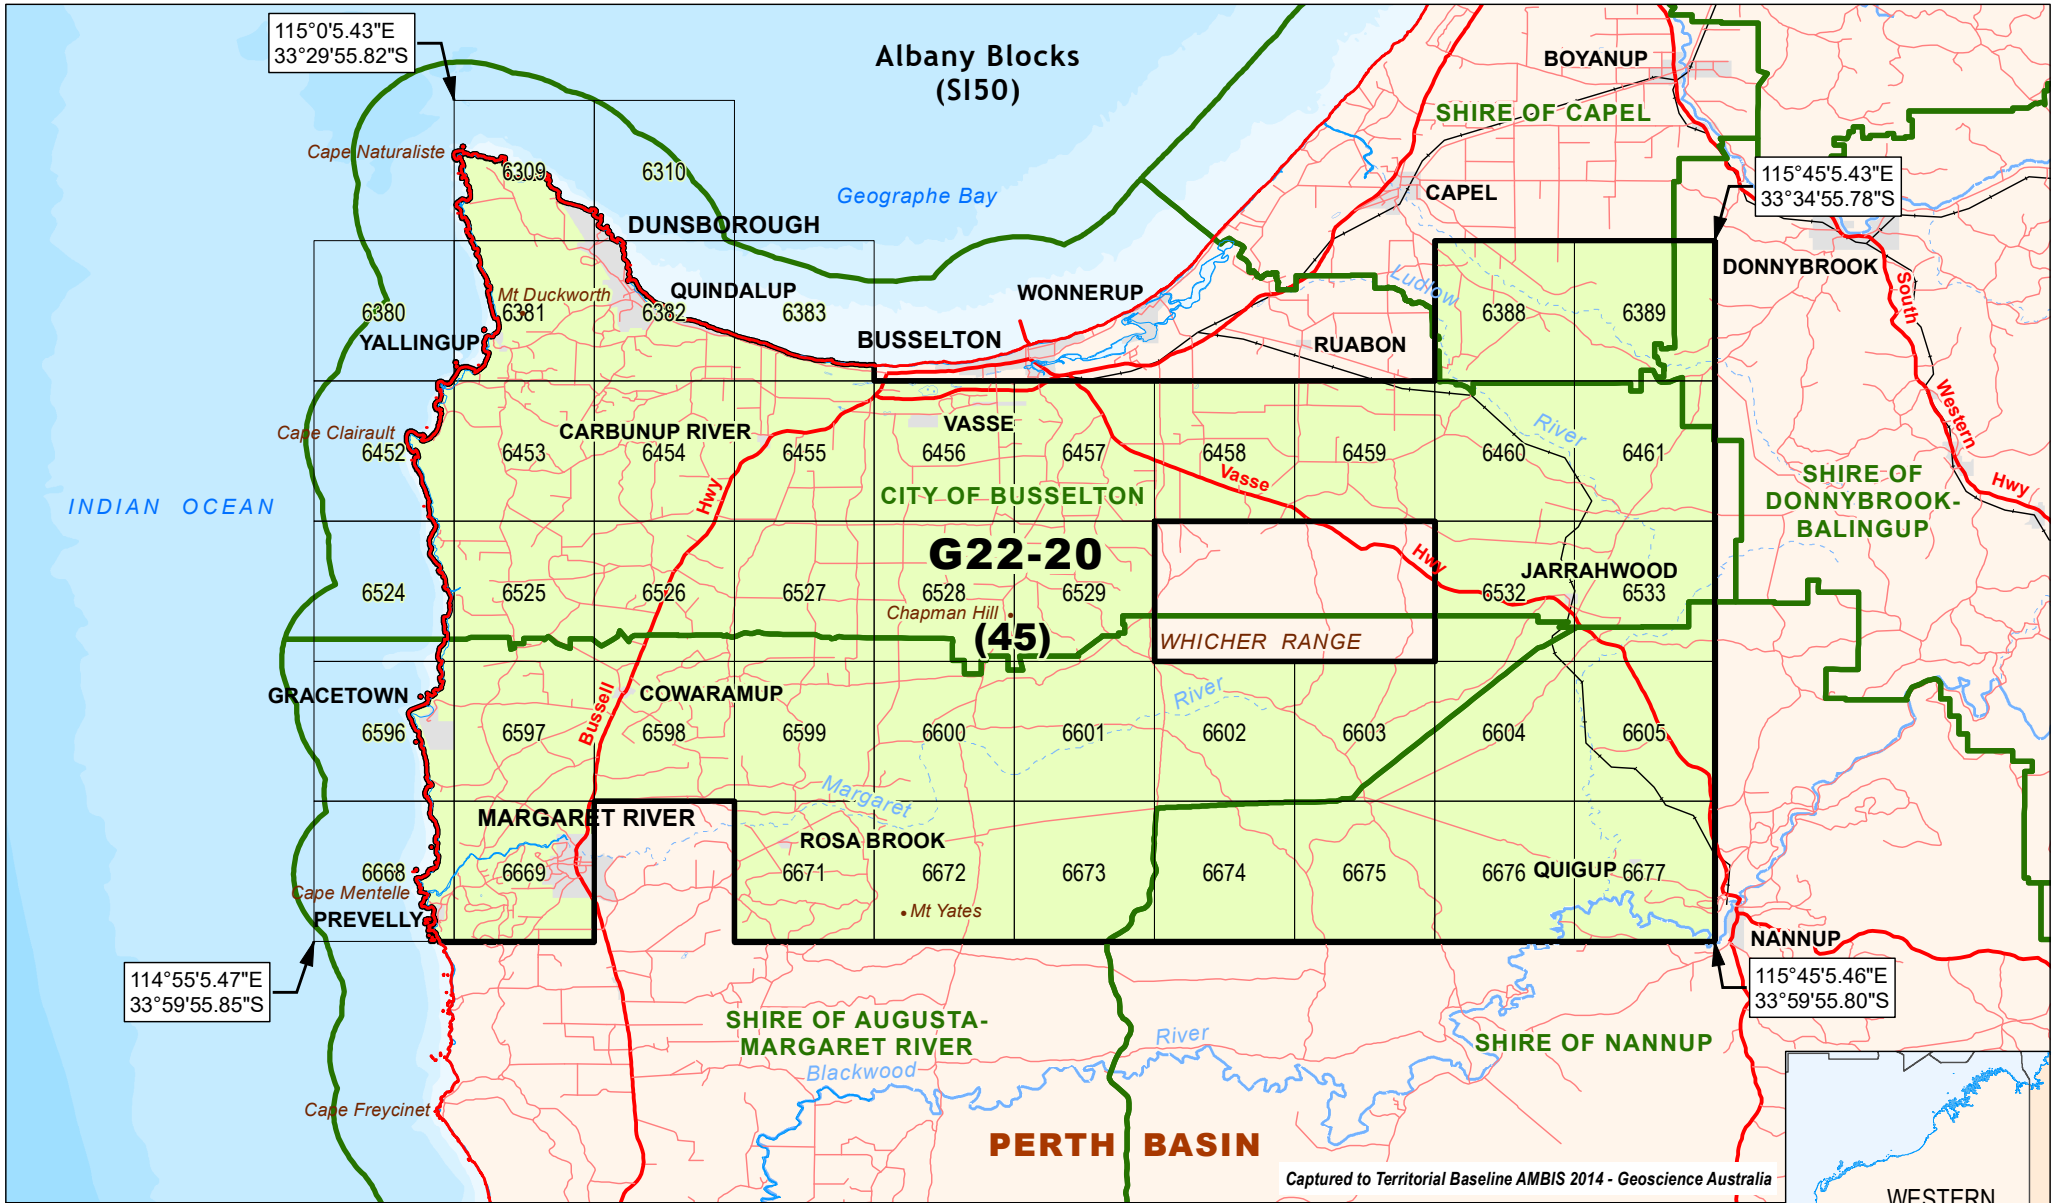 115°0'5.43"E
33°29'55.82"S
Albany Blocks
(SI50)
BOYANUP
SHIRE OF CAPEL
Cape Naturaliste
6309
6310
Geographe Bay
CAPEL
115°45'5.43"E
33°34'55.78"S
DUNSBOROUGH
DONNYBROOK
Ludlow
South
Mt Duckworth
QUINDALUP
WONNERUP
6380
6381
6382
6383
6388
6389
YALLINGUP
BUSSELTON
RUABON
Western
Cape Clairault
CARBUNUP RIVER
VASSE
River
6452
6453
6454
6455
6456
6457
6458
6459
6460
6461
Vasse
Hwy
Hwy
SHIRE OF
DONNYBROOK-
BALINGUP
INDIAN OCEAN
CITY OF BUSSELTON
G22-20
Hwy
JARRAHWOOD
6524
6525
6526
6527
6528
6529
6532
6533
Chapman Hill
(45)
WHICHER RANGE
GRACETOWN
COWARAMUP
River
Bussell
6596
6597
6598
6599
6600
6601
6602
6603
6604
6605
Margaret
MARGARET RIVER
ROSA BROOK
6668
6669
6671
6672
6673
6674
6675
6676
QUIGUP
6677
Cape Mentelle
PREVELLY
Mt Yates
NANNUP
114°55'5.47"E
33°59'55.85"S
115°45'5.46"E
33°59'55.80"S
SHIRE OF AUGUSTA-
MARGARET RIVER
River
SHIRE OF NANNUP
Blackwood
Cape Freycinet
PERTH BASIN
Captured to Territorial Baseline AMBIS 2014 - Geoscience Australia
WESTERN